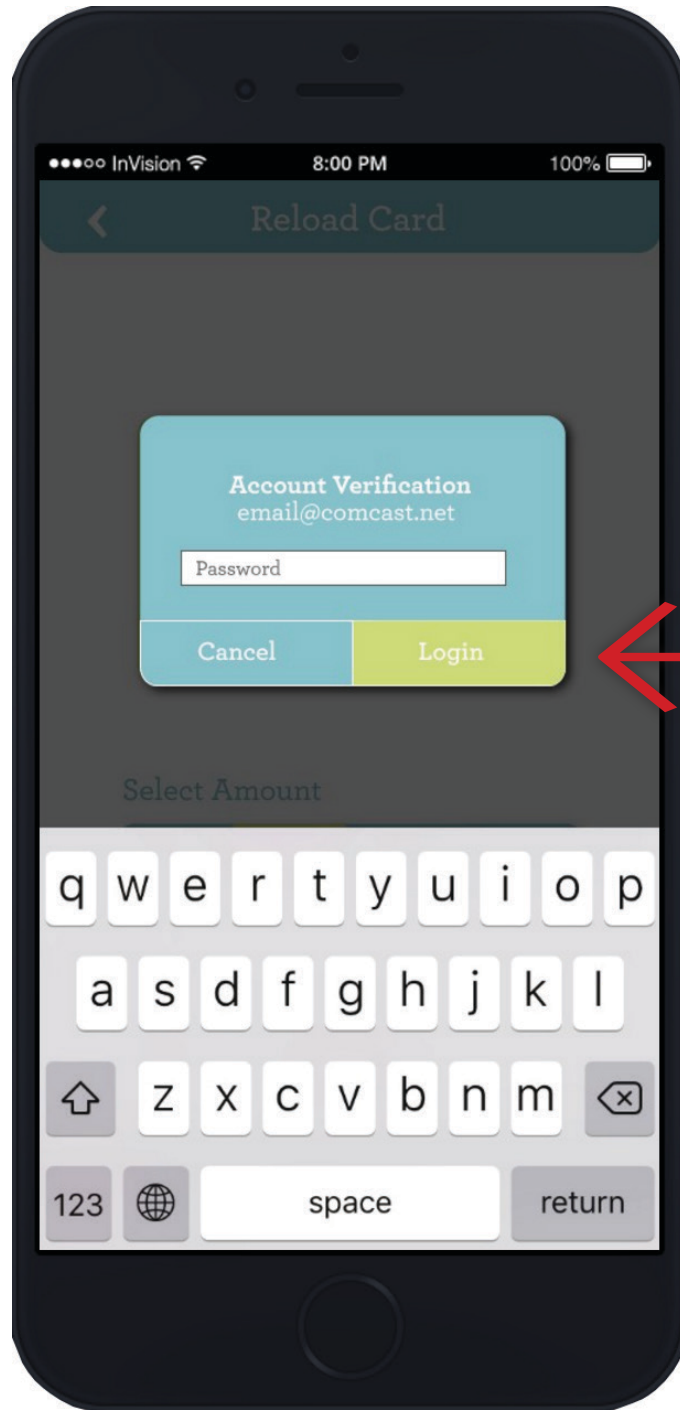 ●●●○○ InVision 8:00 PM 100%
Reload Card
Account Verification
email@comcast.net
Password
Cancel Login
Select Amount
q w e r t y u i o p
a s d f g h j k l
z x c v b n m
123 space return